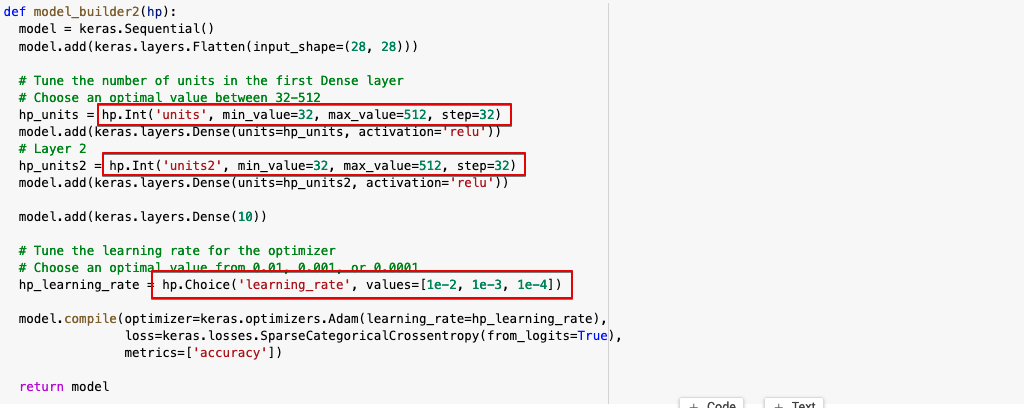 def model_builder2(hp):
  model = keras.Sequential()
  model.add(keras.layers.Flatten(input_shape=(28, 28)))

  # Tune the number of units in the first Dense layer
  # Choose an optimal value between 32-512
  hp_units = hp.Int('units', min_value=32, max_value=512, step=32)
  model.add(keras.layers.Dense(units=hp_units, activation='relu'))
  # Layer 2
  hp_units2 = hp.Int('units2', min_value=32, max_value=512, step=32)
  model.add(keras.layers.Dense(units=hp_units2, activation='relu'))

  model.add(keras.layers.Dense(10))

  # Tune the learning rate for the optimizer
  # Choose an optimal value from 0.01, 0.001, or 0.0001
  hp_learning_rate = hp.Choice('learning_rate', values=[1e-2, 1e-3, 1e-4])

  model.compile(optimizer=keras.optimizers.Adam(learning_rate=hp_learning_rate),
                loss=keras.losses.SparseCategoricalCrossentropy(from_logits=True),
                metrics=['accuracy'])

  return model
+ Code + Text